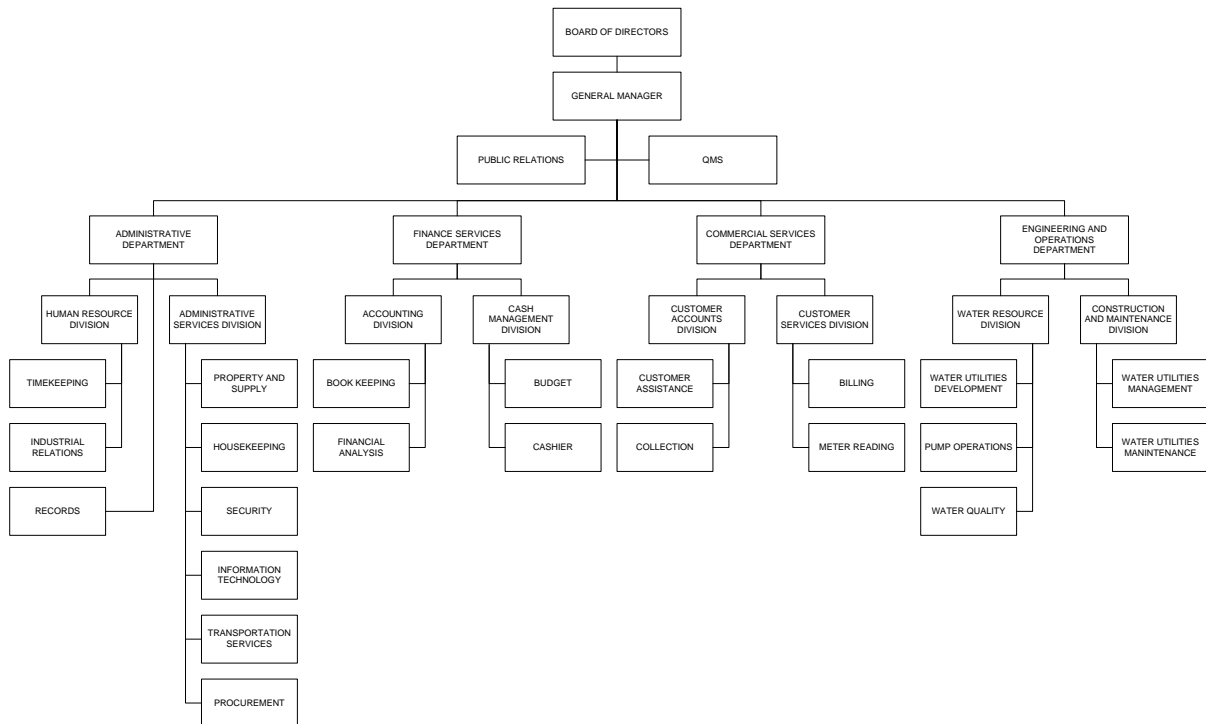 BOARD OF DIRECTORS
GENERAL MANAGER
PUBLIC RELATIONS
QMS
ADMINISTRATIVE
DEPARTMENT
FINANCE SERVICES
DEPARTMENT
COMMERCIAL SERVICES
DEPARTMENT
ENGINEERING AND
OPERATIONS
DEPARTMENT
HUMAN RESOURCE
DIVISION
ADMINISTRATIVE
SERVICES DIVISION
ACCOUNTING
DIVISION
CASH
MANAGEMENT
DIVISION
CUSTOMER
ACCOUNTS
DIVISION
CUSTOMER
SERVICES DIVISION
WATER RESOURCE
DIVISION
CONSTRUCTION
AND MAINTENANCE
DIVISION
TIMEKEEPING
PROPERTY AND
SUPPLY
BOOK KEEPING
BUDGET
CUSTOMER
ASSISTANCE
BILLING
WATER UTILITIES
DEVELOPMENT
WATER UTILITIES
MANAGEMENT
INDUSTRIAL
RELATIONS
HOUSEKEEPING
FINANCIAL
ANALYSIS
CASHIER
COLLECTION
METER READING
PUMP OPERATIONS
WATER UTILITIES
MANINTENANCE
RECORDS
SECURITY
WATER QUALITY
INFORMATION
TECHNOLOGY
TRANSPORTATION
SERVICES
PROCUREMENT